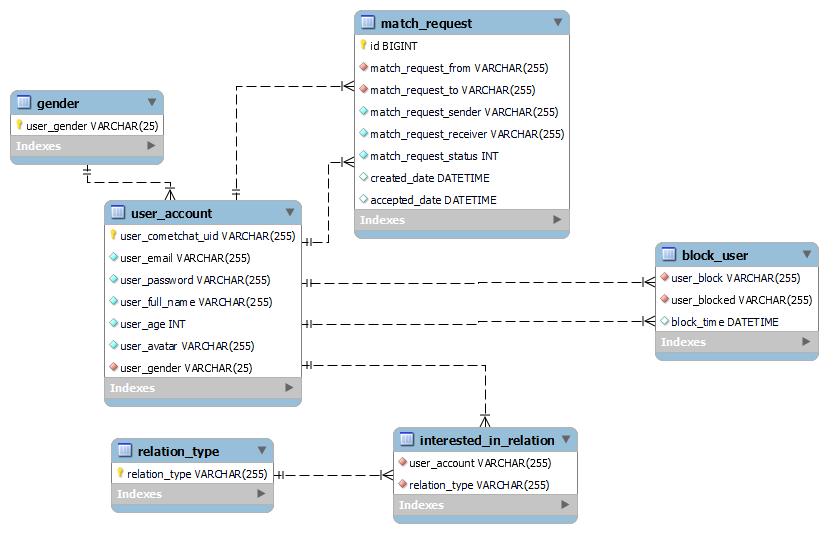 match_request
id BIGINT
match_request_from VARCHAR(255)
match_request_to VARCHAR(255)
match_request_sender VARCHAR(255)
match_request_receiver VARCHAR(255)
match_request_status INT
created_date DATETIME
accepted_date DATETIME
Indexes
gender
user_gender VARCHAR(25)
Indexes
user_account
user_cometchat_uid VARCHAR(255)
user_email VARCHAR(255)
user_password VARCHAR(255)
user_full_name VARCHAR(255)
user_age INT
user_avatar VARCHAR(255)
user_gender VARCHAR(25)
Indexes
block_user
user_block VARCHAR(255)
user_blocked VARCHAR(255)
block_time DATETIME
Indexes
relation_type
relation_type VARCHAR(255)
Indexes
interested_in_relation
user_account VARCHAR(255)
relation_type VARCHAR(255)
Indexes